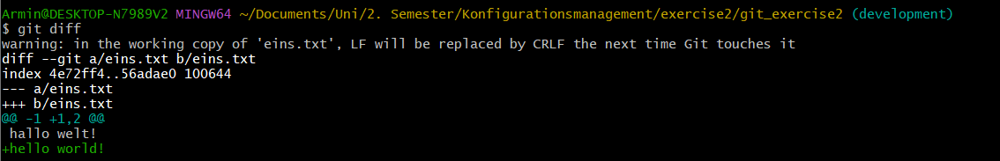 Armin@DESKTOP-N7989V2 MINGW64 ~/Documents/Uni/2. Semester/Konfigurationsmanagement/exercise2/git_exercise2 (development)
$ git diff
warning: in the working copy of 'eins.txt', LF will be replaced by CRLF the next time Git touches it
diff --git a/eins.txt b/eins.txt
index 4e72ff4..56adae0 100644
--- a/eins.txt
+++ b/eins.txt
@@ -1 +1,2 @@
 hallo welt!
+hello world!